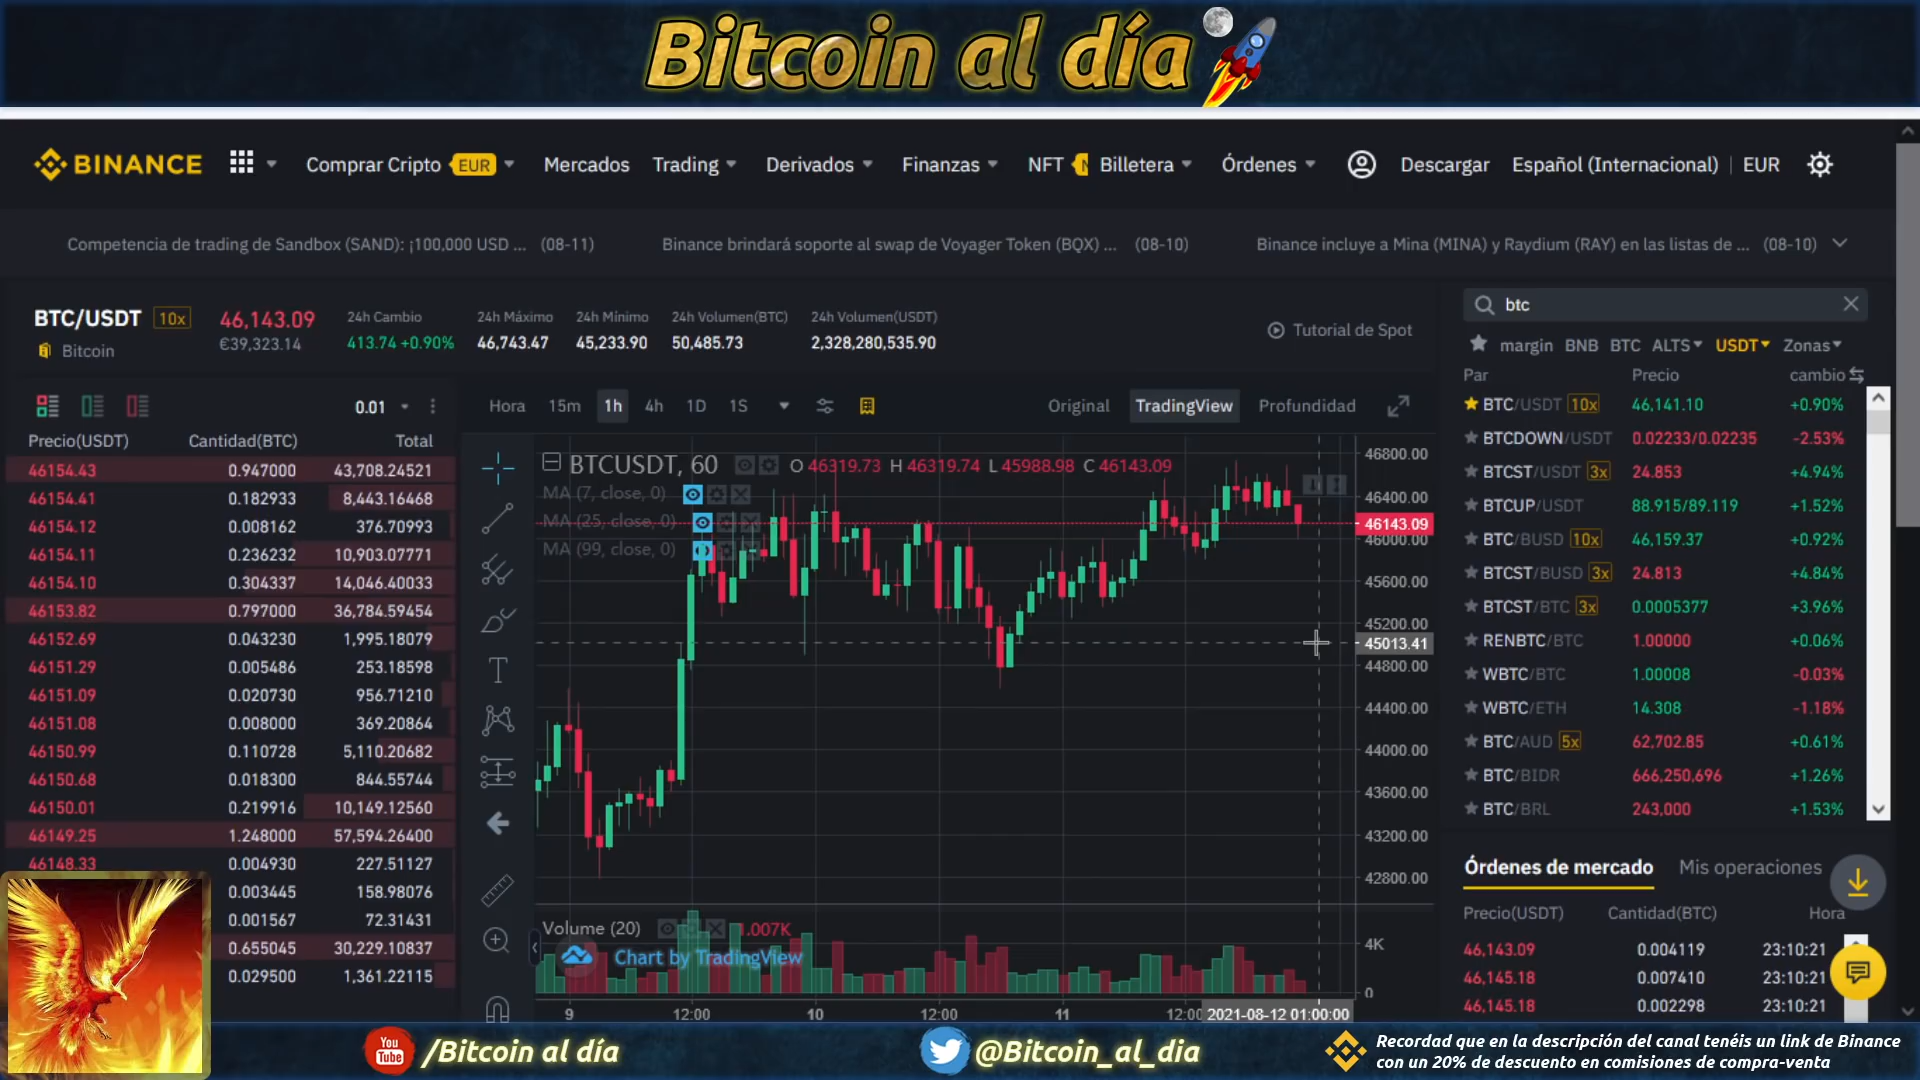 Bitcoin al día
BINANCE
Comprar Cripto EUR
Mercados
Trading
Derivados
Finanzas
NFT
Billetera
Órdenes
Descargar
Español (Internacional)
EUR
Competencia de trading de Sandbox (SAND): ¡100,000 USD ... (08-11)
Binance brindará soporte al swap de Voyager Token (BQX) ... (08-10)
Binance incluye a Mina (MINA) y Raydium (RAY) en las listas de ... (08-10)
BTC/USDT 10x
Bitcoin
46,143.09
€39,323.14
24h Cambio
413.74 +0.90%
24h Máximo
46,743.47
24h Mínimo
45,233.90
24h Volumen(BTC)
50,485.73
24h Volumen(USDT)
2,328,280,535.90
Tutorial de Spot
0.01
Precio(USDT) Cantidad(BTC) Total
46154.43 0.947000 43,708.24521
46154.41 0.182933 8,443.16468
46154.12 0.008162 376.70993
46154.11 0.236232 10,903.07771
46154.10 0.304337 14,046.40033
46153.82 0.797000 36,784.59454
46152.69 0.043230 1,995.18079
46151.29 0.005486 253.18598
46151.09 0.020730 956.71210
46151.08 0.008000 369.20864
46150.99 0.110728 5,110.20682
46150.68 0.018300 844.55744
46150.01 0.219916 10,149.12560
46149.25 1.248000 57,594.26400
46148.33 0.004930 227.51127
0.003445 158.98076
0.001567 72.31431
0.655045 30,229.10837
0.029500 1,361.22115
Hora 15m 1h 4h 1D 1S
Original TradingView Profundidad
BTCUSDT, 60
O 46319.73 H 46319.74 L 45988.98 C 46143.09
MA (7, close, 0)
MA (25, close, 0)
MA (99, close, 0)
46800.00
46400.00
46143.09
46000.00
45600.00
45200.00
45013.41
44800.00
44400.00
44000.00
43600.00
43200.00
42800.00
Volume (20) 1.007K
Chart by TradingView
4K
0
9 12:00 10 12:00 11 12:00 2021-08-12 01:00:00
btc
margin BNB BTC ALTS USDT Zonas
Par Precio cambio
BTC/USDT 10x 46,141.10 +0.90%
BTCDOWN/USDT 0.02233/0.02235 -2.53%
BTCST/USDT 3x 24.853 +4.94%
BTCUP/USDT 88.915/89.119 +1.52%
BTC/BUSD 10x 46,159.37 +0.92%
BTCST/BUSD 3x 24.813 +4.84%
BTCST/BTC 3x 0.0005377 +3.96%
RENBTC/BTC 1.00000 +0.06%
WBTC/BTC 1.00008 -0.03%
WBTC/ETH 14.308 -1.18%
BTC/AUD 5x 62,702.85 +0.61%
BTC/BIDR 666,250,696 +1.26%
BTC/BRL 243,000 +1.53%
Órdenes de mercado Mis operaciones
Precio(USDT) Cantidad(BTC) Hora
46,143.09 0.004119 23:10:21
46,145.18 0.007410 23:10:21
46,145.18 0.002298 23:10:21
You Tube
/Bitcoin al día
@Bitcoin_al_dia
Recordad que en la descripción del canal tenéis un link de Binance
con un 20% de descuento en comisiones de compra-venta